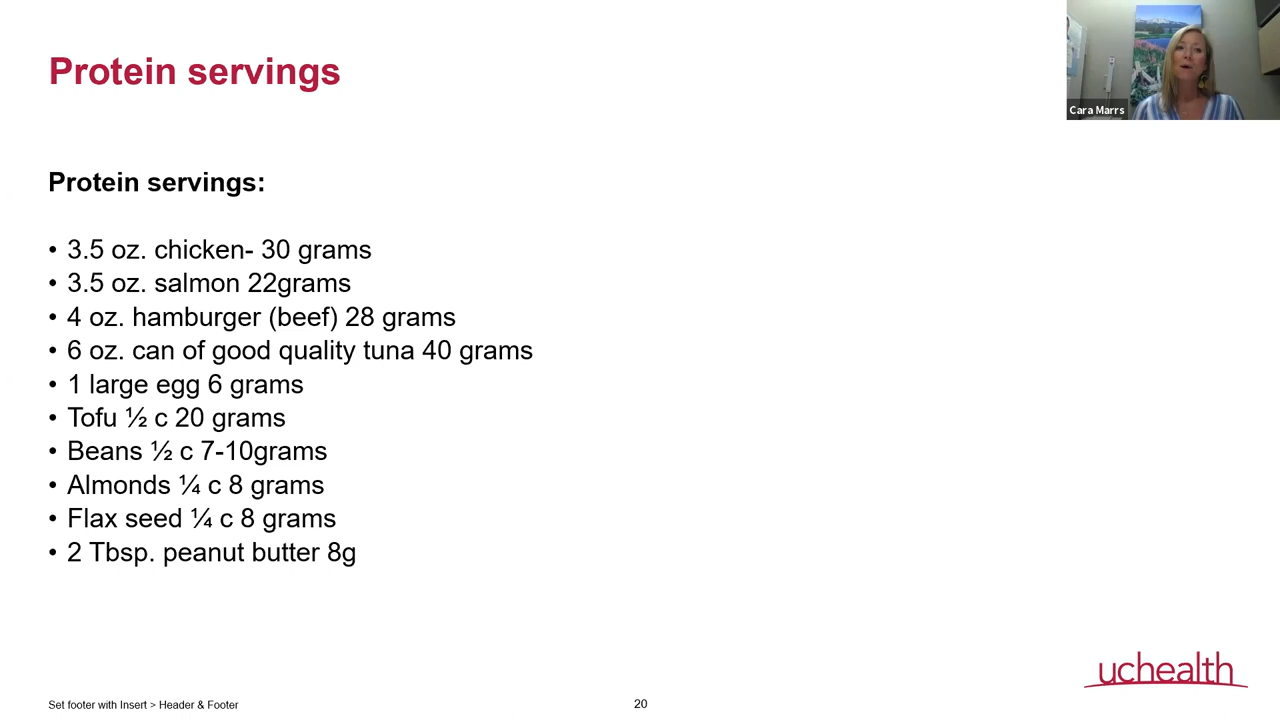 Protein servings
Cara Marrs
Protein servings:
• 3.5 oz. chicken- 30 grams
• 3.5 oz. salmon 22grams
• 4 oz. hamburger (beef) 28 grams
• 6 oz. can of good quality tuna 40 grams
• 1 large egg 6 grams
• Tofu ½ c 20 grams
• Beans ½ c 7-10grams
• Almonds ¼ c 8 grams
• Flax seed ¼ c 8 grams
• 2 Tbsp. peanut butter 8g
uchealth
Set footer with Insert > Header & Footer
20